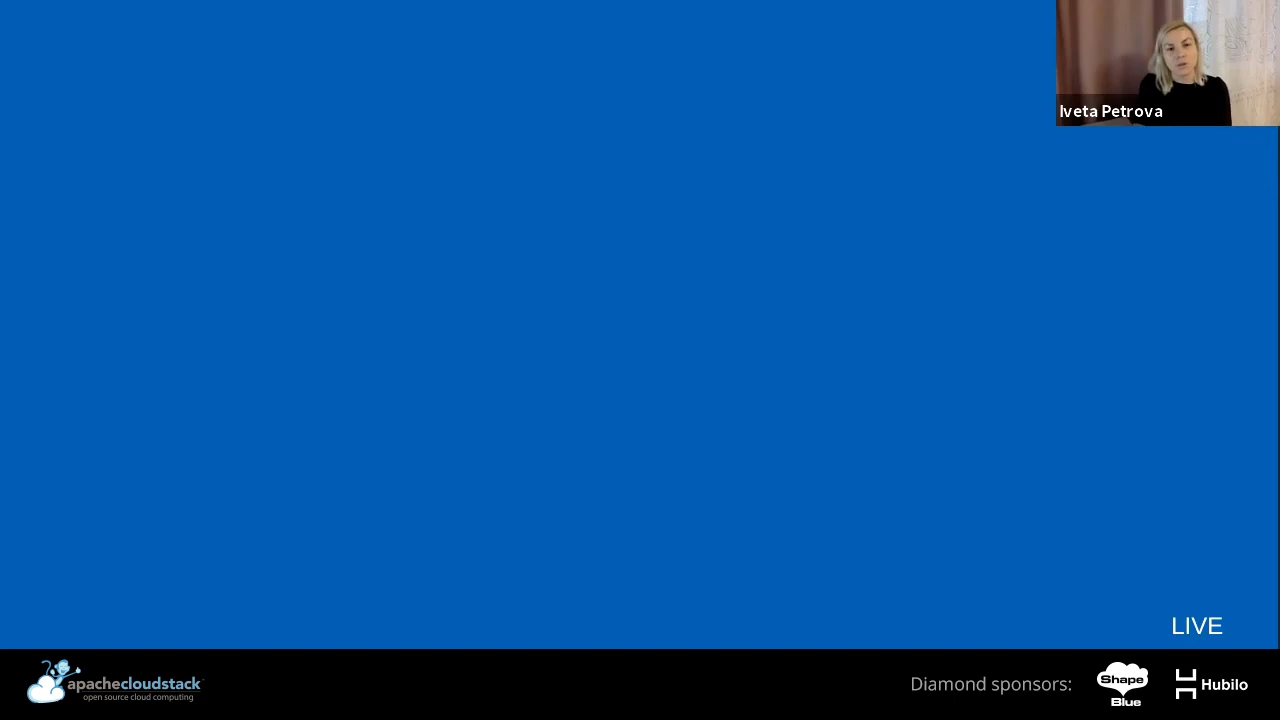 Iveta Petrova
LIVE
apachecloudstack
open source cloud computing
Diamond sponsors:
Shape
Blue
Hubilo